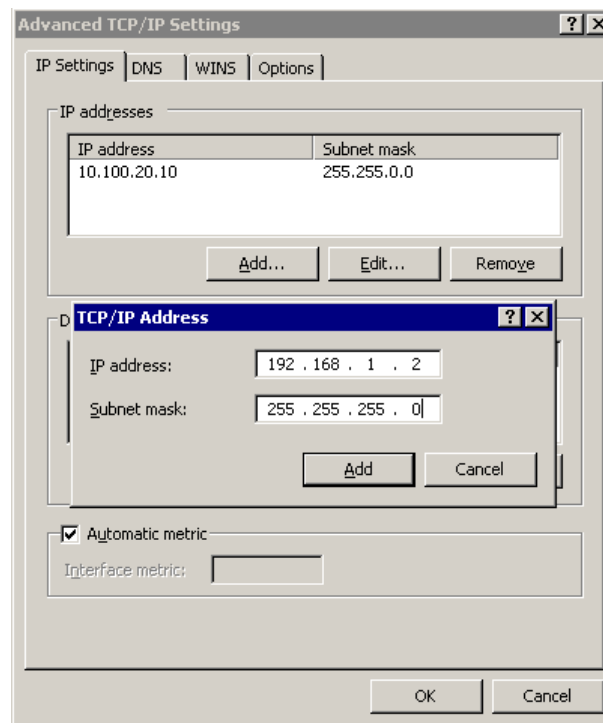 Advanced TCP/IP Settings
IP Settings DNS WINS Options
IP addresses
IP address Subnet mask
10.100.20.10 255.255.0.0
Add... Edit... Remove
D
TCP/IP Address
IP address: 192 . 168 . 1 . 2
Subnet mask: 255 . 255 . 255 . 0
Add Cancel
Automatic metric
Interface metric:
OK Cancel